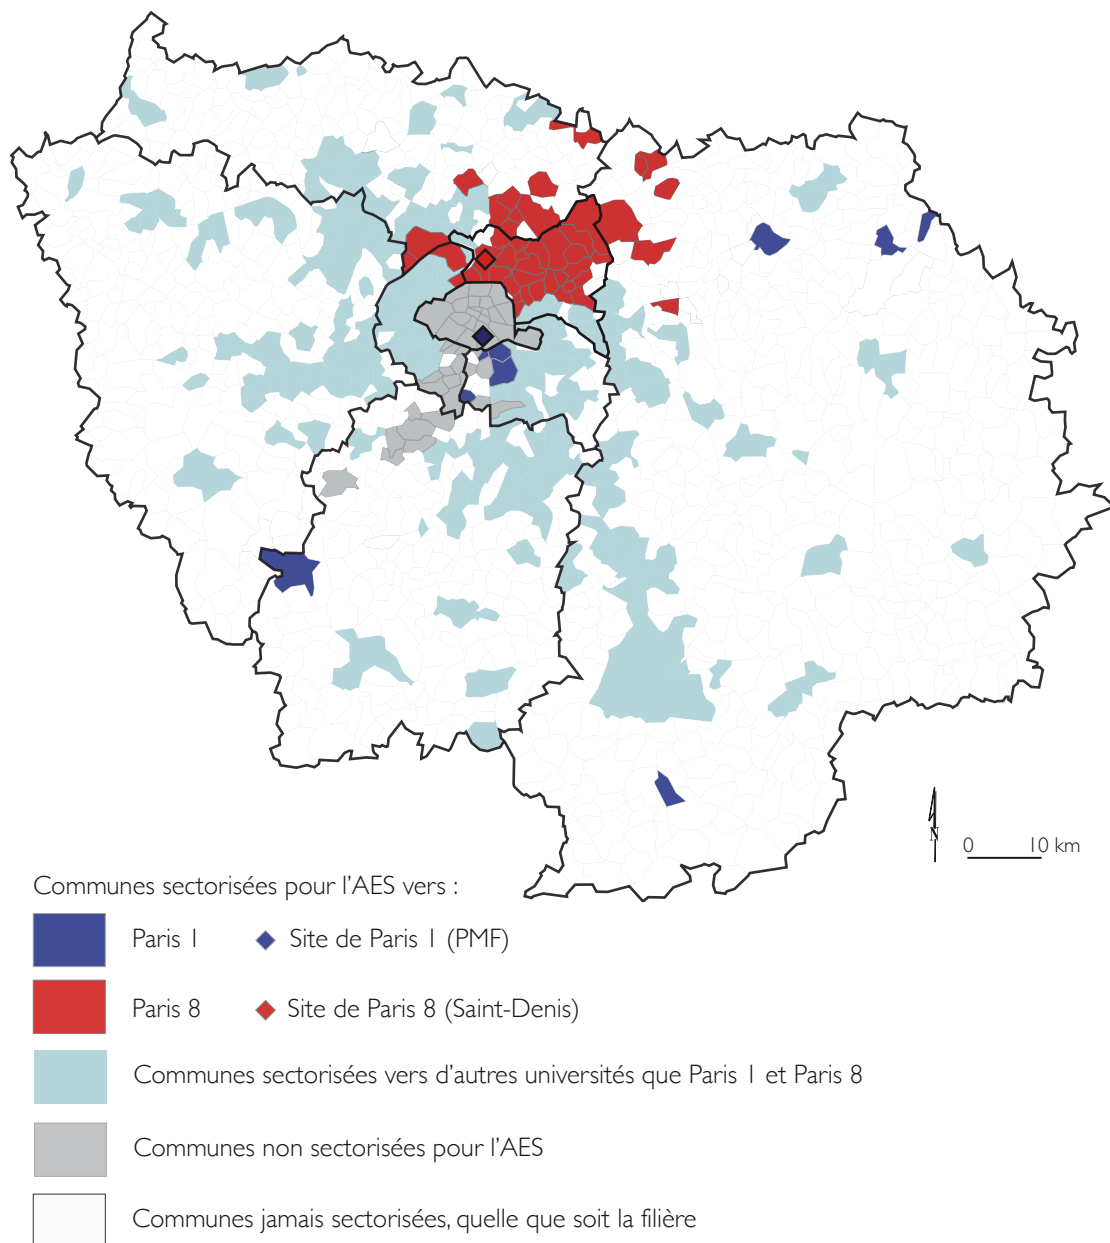 N
0 10 km
Communes sectorisées pour l'AES vers :
Paris 1 Site de Paris 1 (PMF)
Paris 8 Site de Paris 8 (Saint-Denis)
Communes sectorisées vers d'autres universités que Paris 1 et Paris 8
Communes non sectorisées pour l'AES
Communes jamais sectorisées, quelle que soit la filière